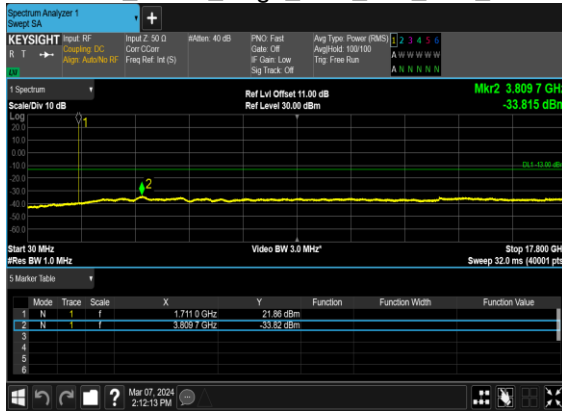 Spectrum Analyzer 1
Swept SA
+
KEYSIGHT Input: RF Input Z: 50 Ω #Atten: 40 dB PNO: Fast Avg Type: Power (RMS) 1 2 3 4 5 6
R T Coupling: DC Corr CCorr Gate: Off Avg|Hold: 100/100 A W W W W W
Align: Auto/No RF Freq Ref: Int (S) IF Gain: Low Trig: Free Run
LXI Sig Track: Off A N N N N N
1 Spectrum Ref Lvl Offset 11.00 dB Mkr2 3.809 7 GHz
Scale/Div 10 dB Ref Level 30.00 dBm -33.815 dBm
Log
20.0
10.0
0.00
-10.0
DL1 -13.00 dBm
-20.0
-30.0
-40.0
-50.0
-60.0
1
2
Start 30 MHz Video BW 3.0 MHz* Stop 17.800 GH
#Res BW 1.0 MHz Sweep 32.0 ms (40001 pts
5 Marker Table
Mode Trace Scale X Y Function Function Width Function Value
1 N 1 f 1.711 0 GHz 21.86 dBm
2 N 1 f 3.809 7 GHz -33.82 dBm
3
4
5
6
? Mar 07, 2024
2:12:13 PM